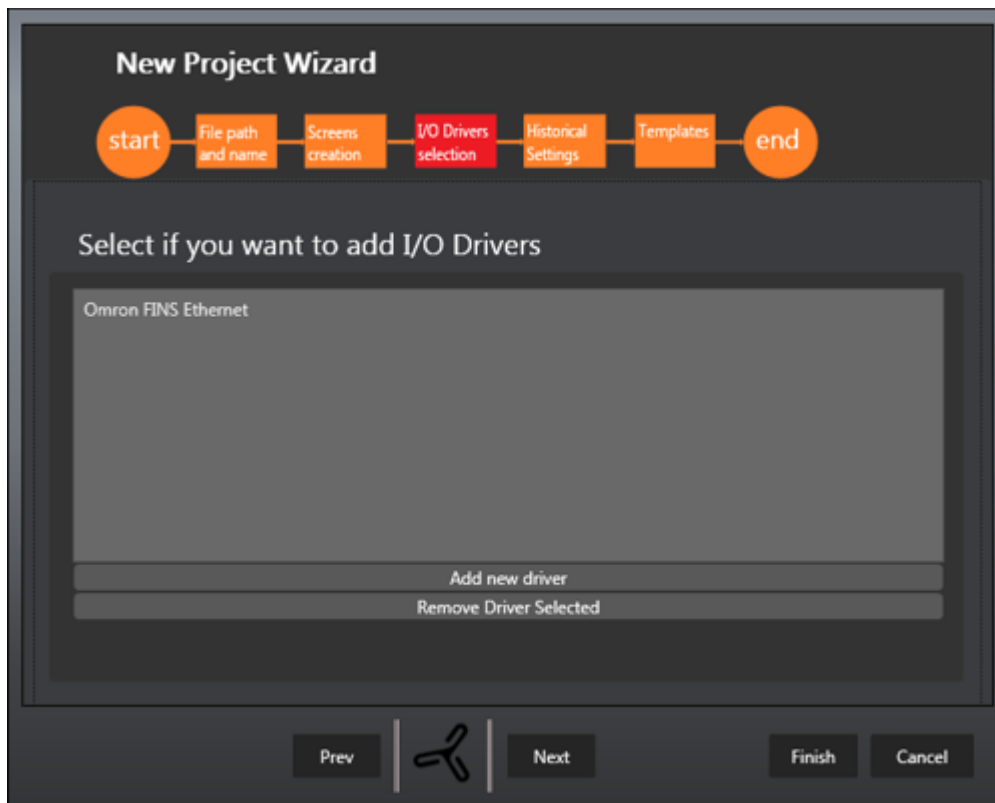 New Project Wizard
start
File path
and name
Screens
creation
I/O Drivers
selection
Historical
Settings
Templates
end
Select if you want to add I/O Drivers
Omron FINS Ethernet
Add new driver
Remove Driver Selected
Prev
Next
Finish
Cancel